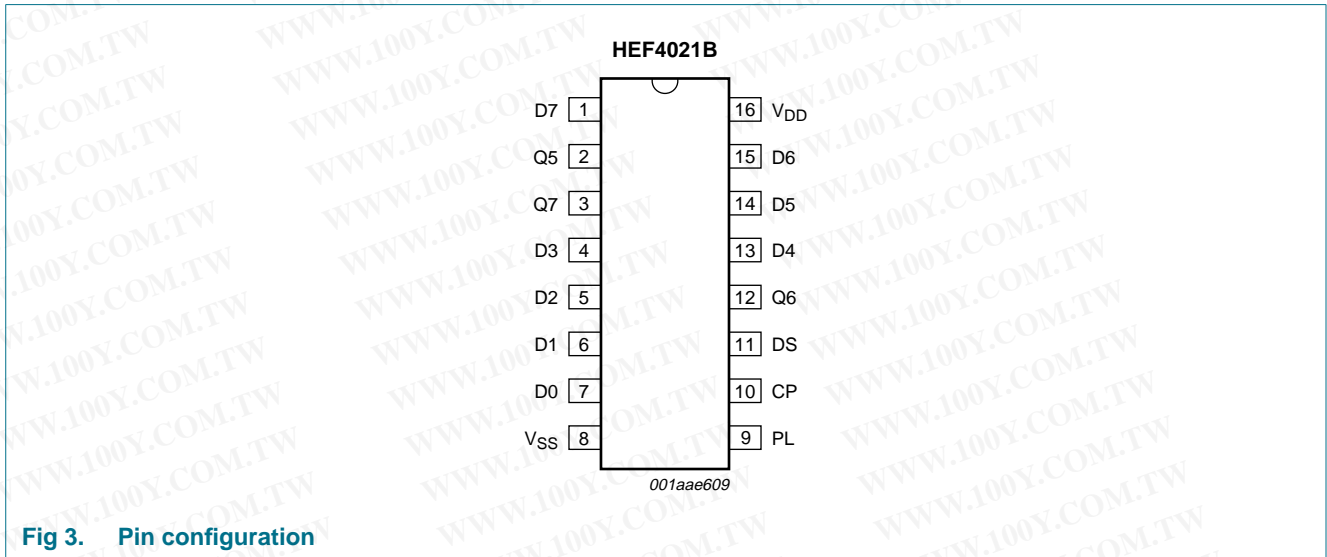 HEF4021B
D7 1 16 VDD
Q5 2 15 D6
Q7 3 14 D5
D3 4 13 D4
D2 5 12 Q6
D1 6 11 DS
D0 7 10 CP
VSS 8 9 PL
001aae609
Fig 3. Pin configuration
WWW.100Y.COM.TW